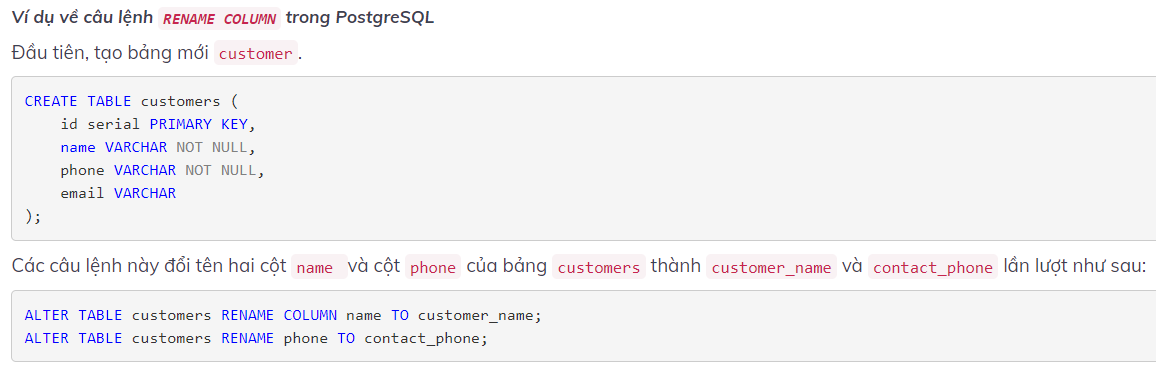 Ví dụ về câu lệnh RENAME COLUMN trong PostgreSQL
Đầu tiên, tạo bảng mới customer.
CREATE TABLE customers (
    id serial PRIMARY KEY,
    name VARCHAR NOT NULL,
    phone VARCHAR NOT NULL,
    email VARCHAR
);
Các câu lệnh này đổi tên hai cột name và cột phone của bảng customers thành customer_name và contact_phone lần lượt như sau:
ALTER TABLE customers RENAME COLUMN name TO customer_name;
ALTER TABLE customers RENAME phone TO contact_phone;